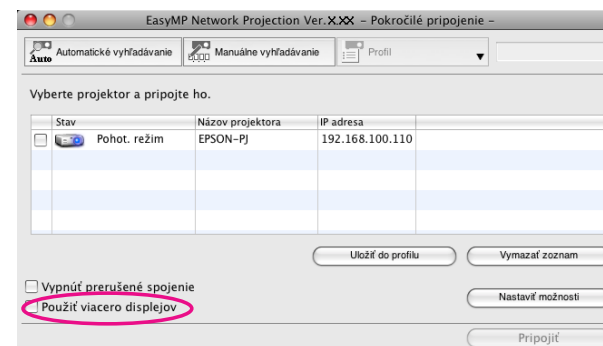 EasyMP Network Projection Ver.X.XX – Pokročilé pripojenie –
Auto Automatické vyhľadávanie Manuálne vyhľadávanie Profil
Vyberte projektor a pripojte ho.
Stav Názov projektora IP adresa
Pohot. režim EPSON-PJ 192.168.100.110
Uložiť do profilu Vymazať zoznam
Vypnúť prerušené spojenie
Nastaviť možnosti
Použiť viacero displejov
Pripojiť